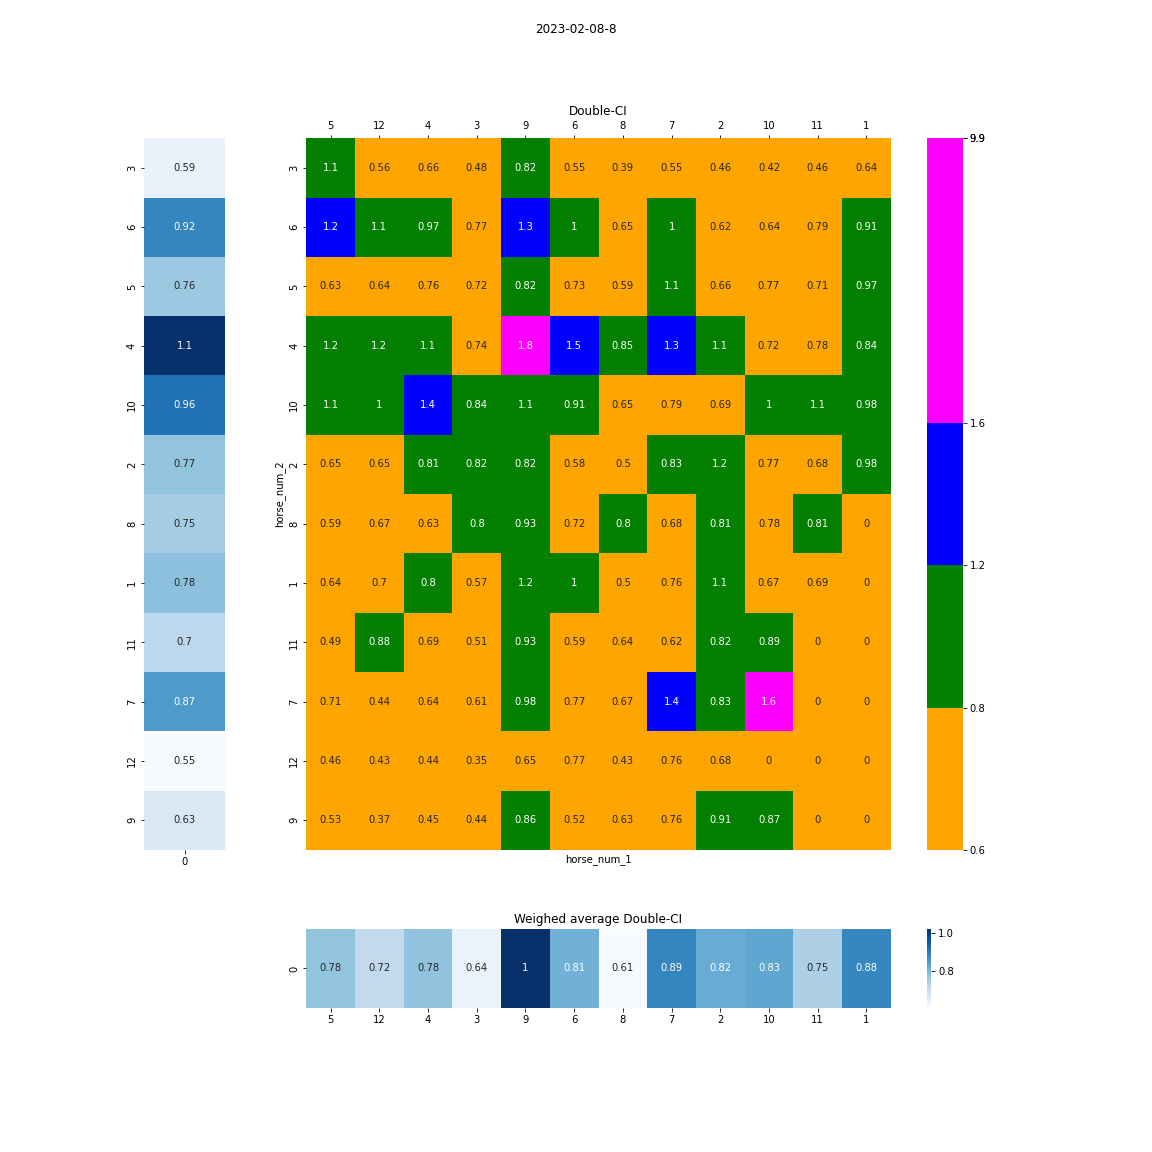 2023-02-08-8
Double-CI
5 12 4 3 9 6 8 7 2 10 11 1
3 0.59 3 1.1 0.56 0.66 0.48 0.82 0.55 0.39 0.55 0.46 0.42 0.46 0.64 9.9
6 0.92 6 1.2 1.1 0.97 0.77 1.3 1 0.65 1 0.62 0.64 0.79 0.91
5 0.76 5 0.63 0.64 0.76 0.72 0.82 0.73 0.59 1.1 0.66 0.77 0.71 0.97
4 1.1 4 1.2 1.2 1.1 0.74 1.8 1.5 0.85 1.3 1.1 0.72 0.78 0.84
10 0.96 10 1.1 1 1.4 0.84 1.1 0.91 0.65 0.79 0.69 1 1.1 0.98 1.6
2 0.77 2 0.65 0.65 0.81 0.82 0.82 0.58 0.5 0.83 1.2 0.77 0.68 0.98
horse_num_2
8 0.75 8 0.59 0.67 0.63 0.8 0.93 0.72 0.8 0.68 0.81 0.78 0.81 0
1 0.78 1 0.64 0.7 0.8 0.57 1.2 1 0.5 0.76 1.1 0.67 0.69 0 1.2
11 0.7 11 0.49 0.88 0.69 0.51 0.93 0.59 0.64 0.62 0.82 0.89 0 0
7 0.87 7 0.71 0.44 0.64 0.61 0.98 0.77 0.67 1.4 0.83 1.6 0 0 0.8
12 0.55 12 0.46 0.43 0.44 0.35 0.65 0.77 0.43 0.76 0.68 0 0 0
9 0.63 9 0.53 0.37 0.45 0.44 0.86 0.52 0.63 0.76 0.91 0.87 0 0 0.6
0 horse_num_1
Weighed average Double-CI
0 0.78 0.72 0.78 0.64 1 0.81 0.61 0.89 0.82 0.83 0.75 0.88 1.0
0.8
5 12 4 3 9 6 8 7 2 10 11 1